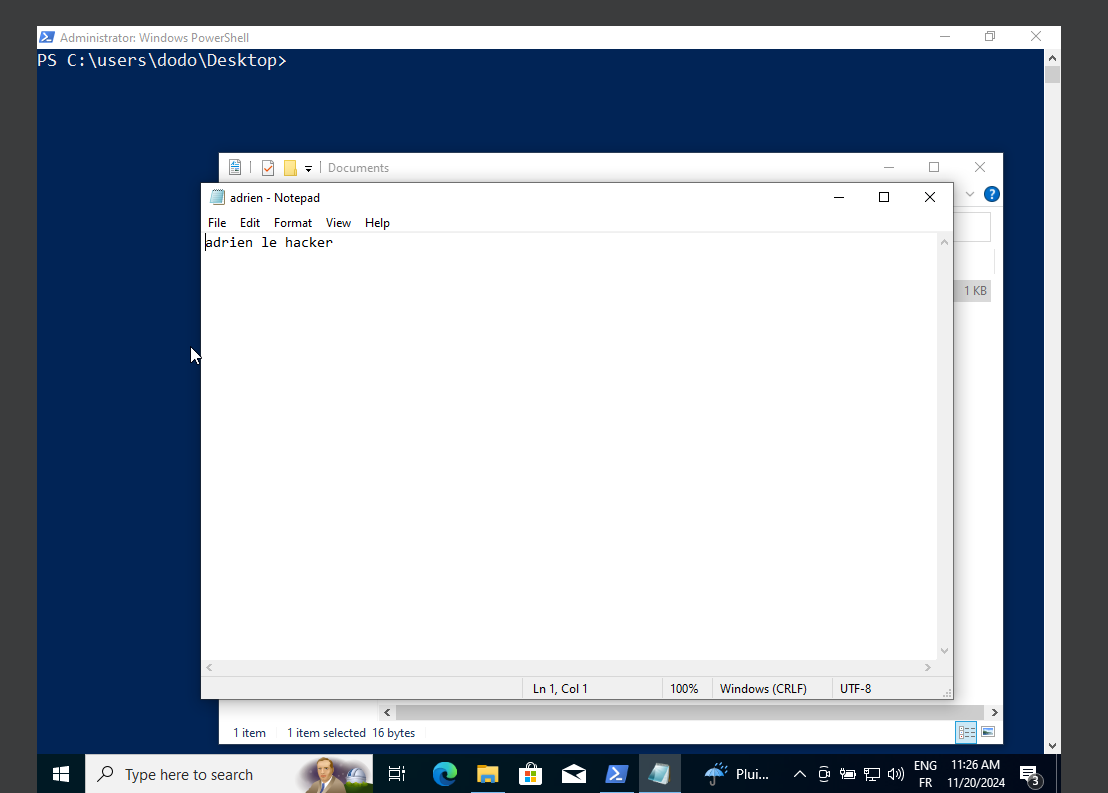 Administrator: Windows PowerShell
PS C:\users\dodo\Desktop>
Documents
adrien - Notepad
File Edit Format View Help
adrien le hacker
1 KB
Ln 1, Col 1 100% Windows (CRLF) UTF-8
1 item 1 item selected 16 bytes
Type here to search
Plui...
ENG
FR
11:26 AM
11/20/2024
3